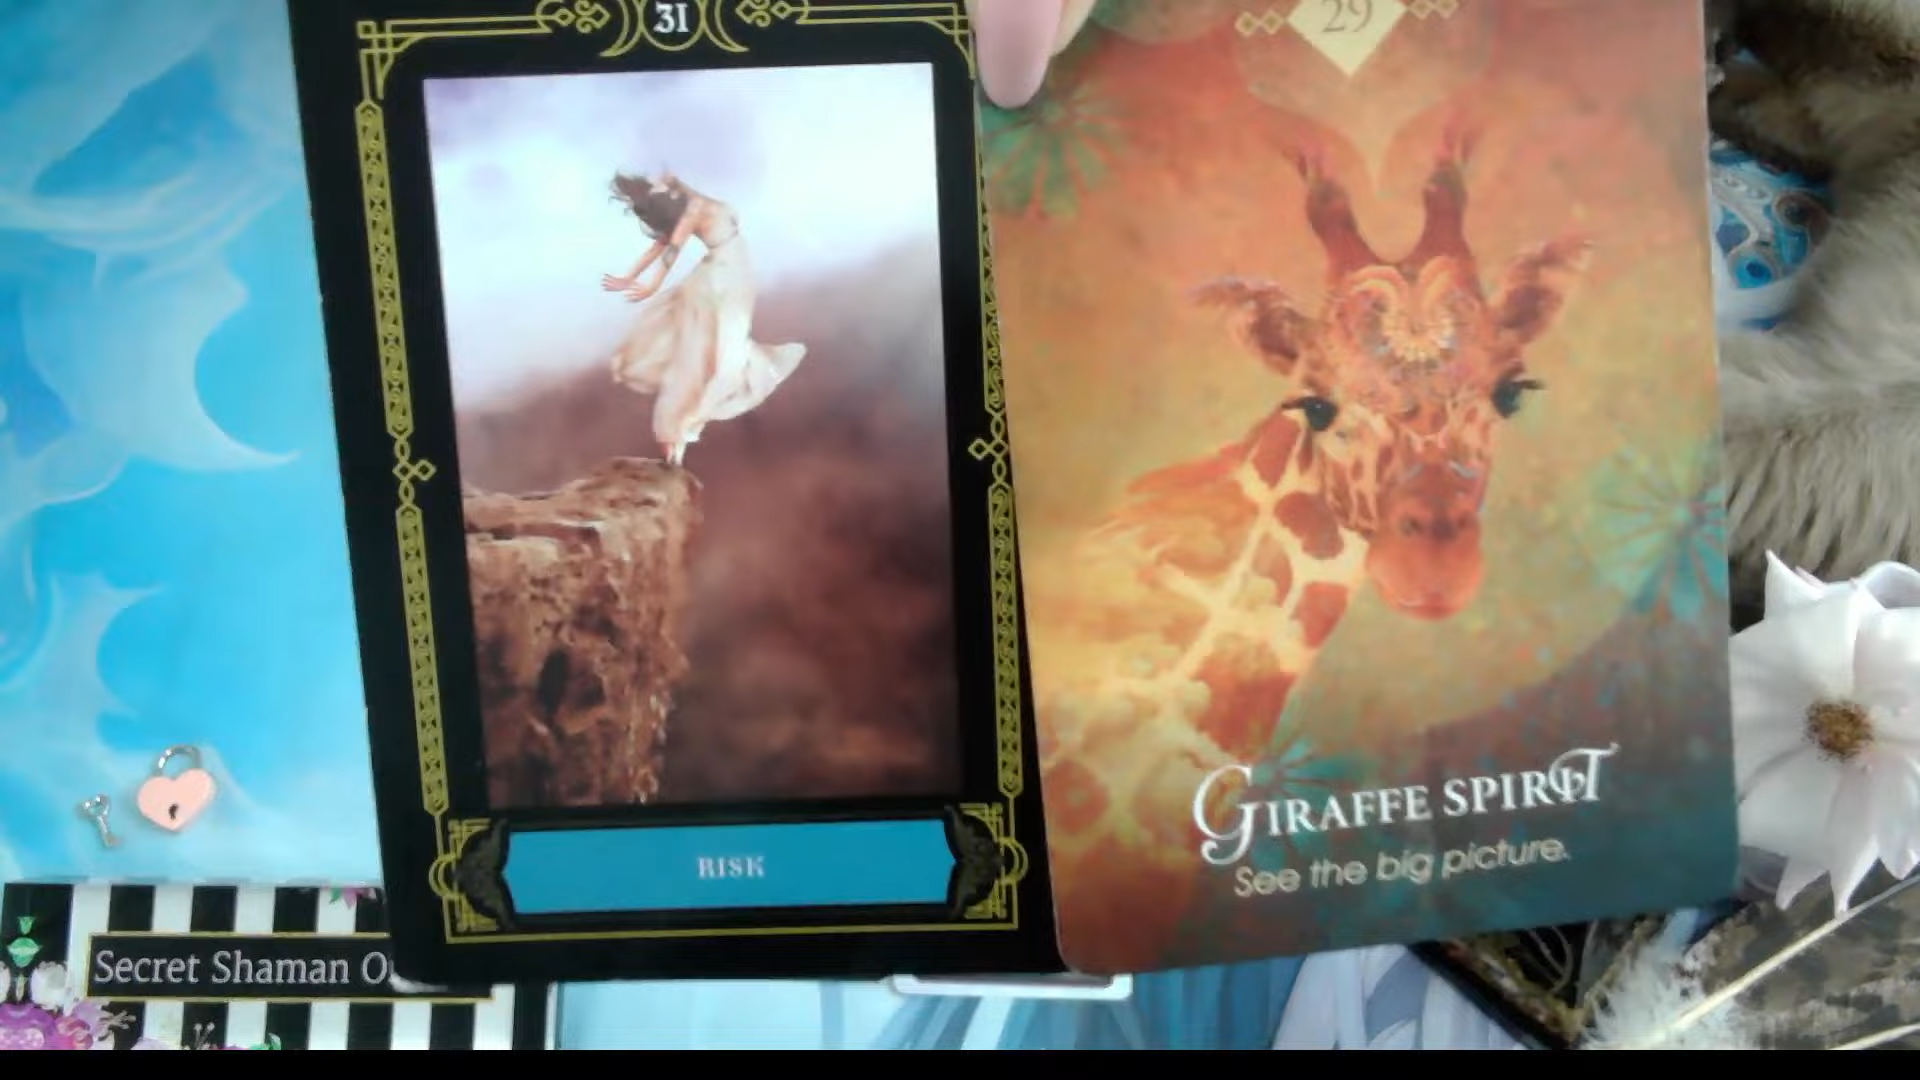 31
29
RISK
GIRAFFE SPIRIT
See the big picture.
Secret Shaman